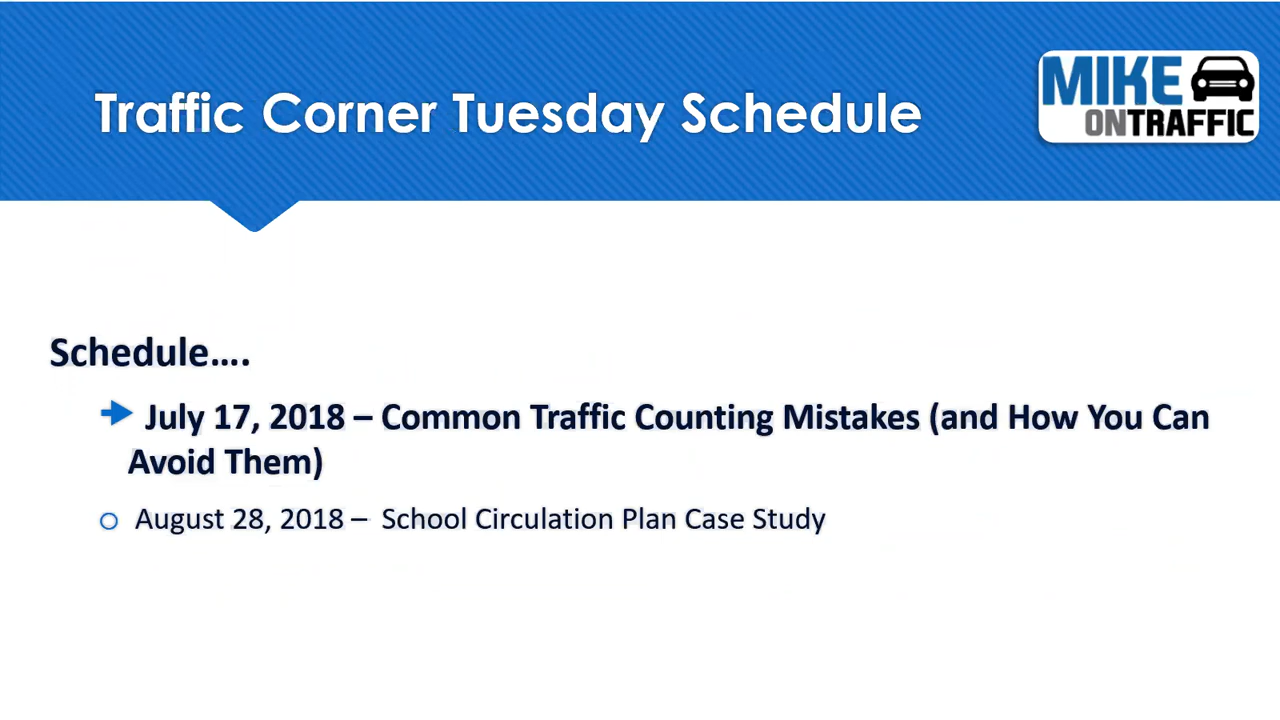 Traffic Corner Tuesday Schedule
MIKE
ONTRAFFIC
Schedule….
July 17, 2018 – Common Traffic Counting Mistakes (and How You Can
Avoid Them)
August 28, 2018 – School Circulation Plan Case Study